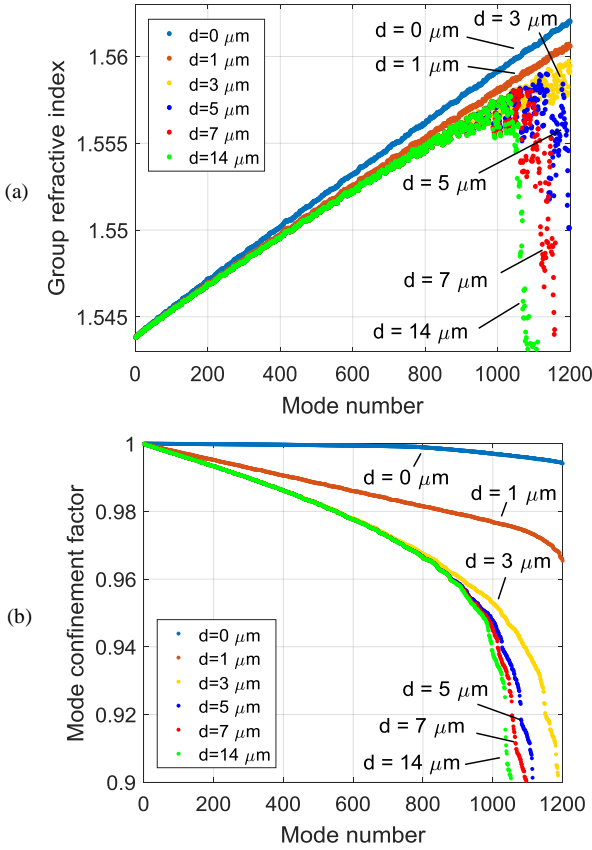 (a)
Group refractive index
1.56
1.555
1.55
1.545
d=0 μm
d=1 μm
d=3 μm
d=5 μm
d=7 μm
d=14 μm
d = 0 μm
d = 3 μm
d = 1 μm
d = 5 μm
d = 7 μm
d = 14 μm
0 200 400 600 800 1000 1200
Mode number
(b)
Mode confinement factor
1
0.98
0.96
0.94
0.92
0.9
d = 0 μm
d = 1 μm
d = 3 μm
d=0 μm
d=1 μm
d=3 μm
d=5 μm
d=7 μm
d=14 μm
d = 5 μm
d = 7 μm
d = 14 μm
0 200 400 600 800 1000 1200
Mode number